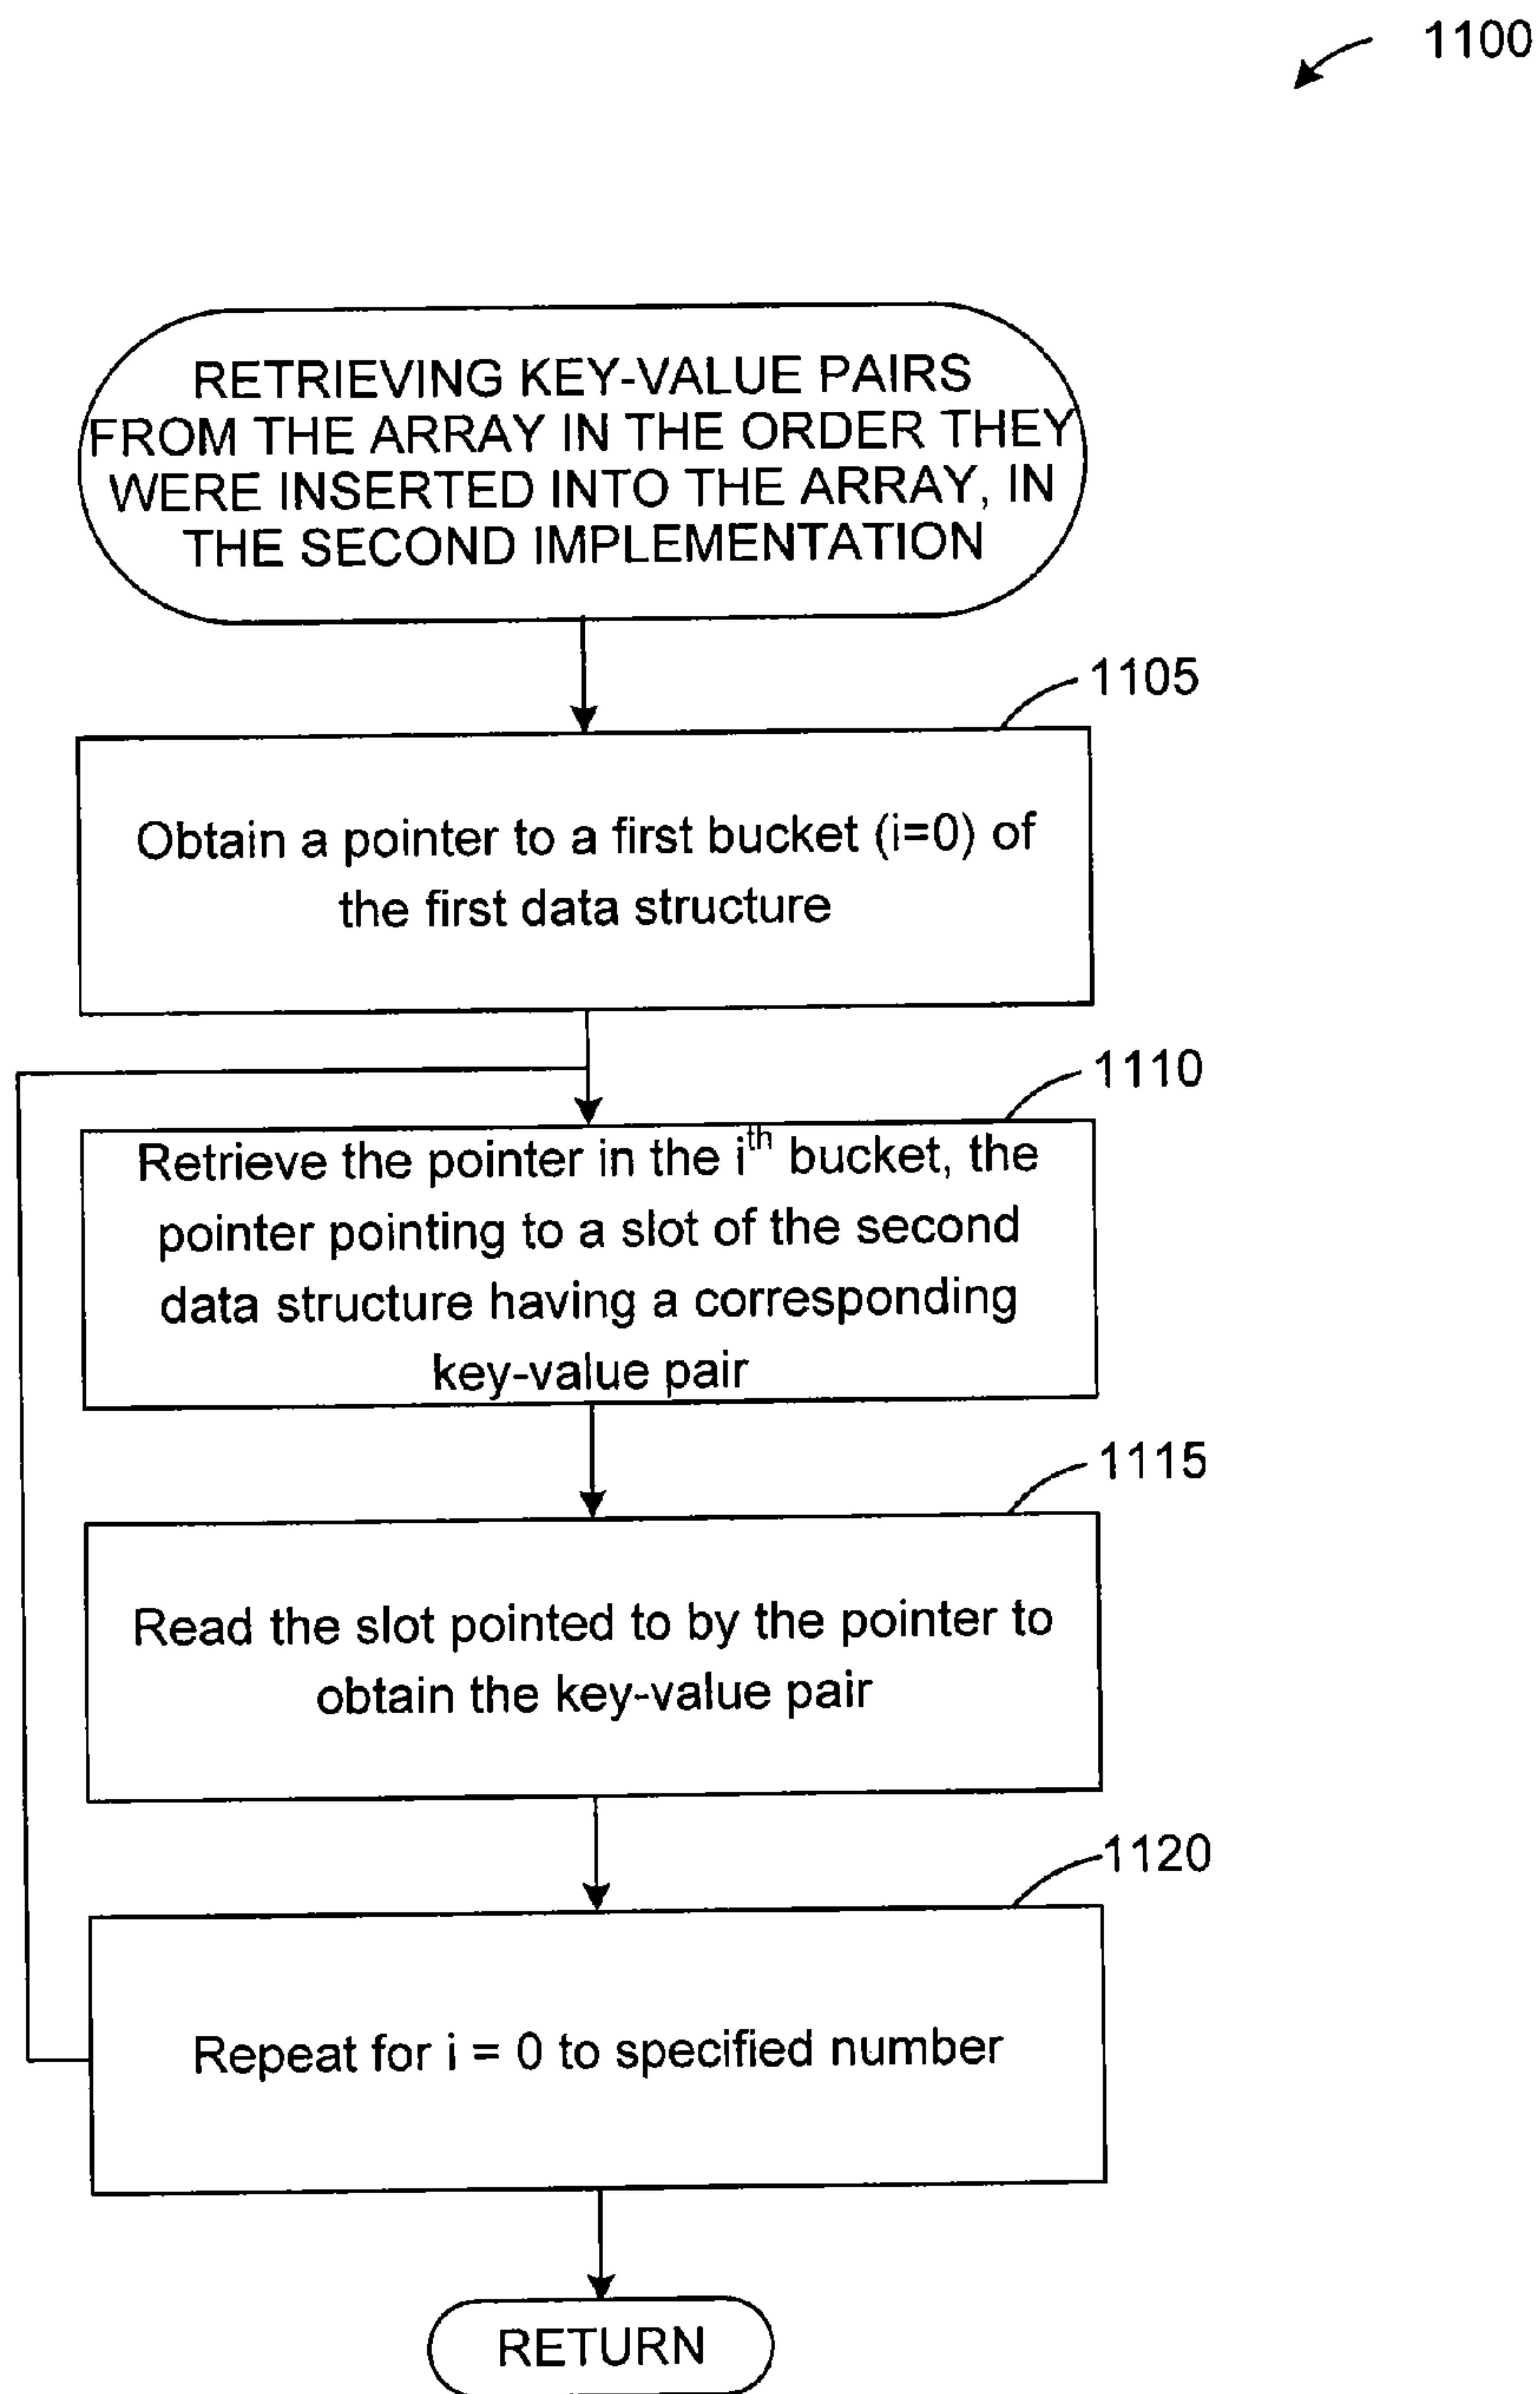 1100
RETRIEVING KEY-VALUE PAIRS
FROM THE ARRAY IN THE ORDER THEY
WERE INSERTED INTO THE ARRAY, IN
THE SECOND IMPLEMENTATION
1105
Obtain a pointer to a first bucket (i=0) of
the first data structure
1110
Retrieve the pointer in the iᵗʰ bucket, the
pointer pointing to a slot of the second
data structure having a corresponding
key-value pair
1115
Read the slot pointed to by the pointer to
obtain the key-value pair
1120
Repeat for i = 0 to specified number
RETURN